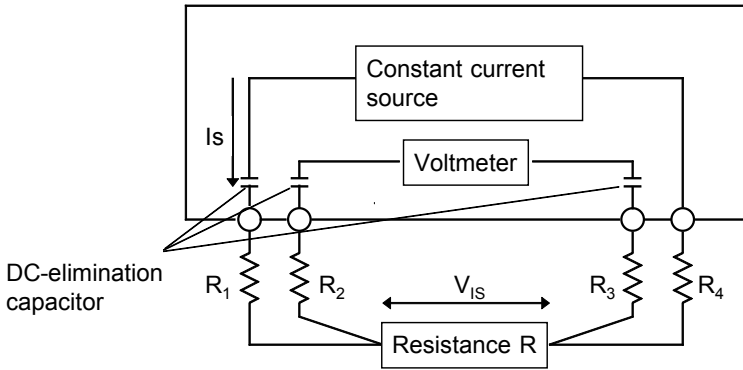 Constant current
source
Is
Voltmeter
DC-elimination
capacitor
R1
R2
VIS
R3
R4
Resistance R